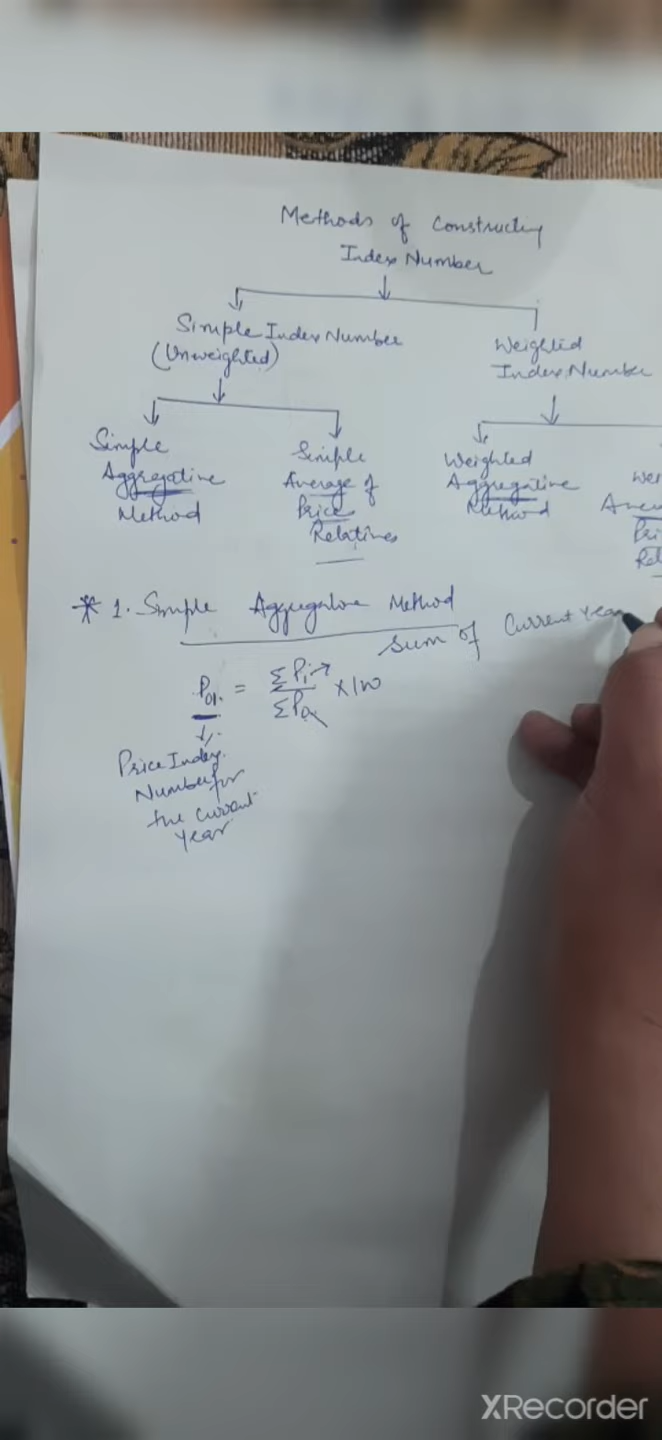 Methods of Constructing
Index Number
Simple Index Number
(Unweighted)
Weighted
Index Number
Simple
Aggregative
Method
Simple
Average of
Price
Relatives
Weighted
Aggregative
Method
* 1. Simple Aggregative Method
P01 = ΣP1 / ΣP0 × 100
Sum of Current Year
Price Index
Number for
the current
year
XRecorder